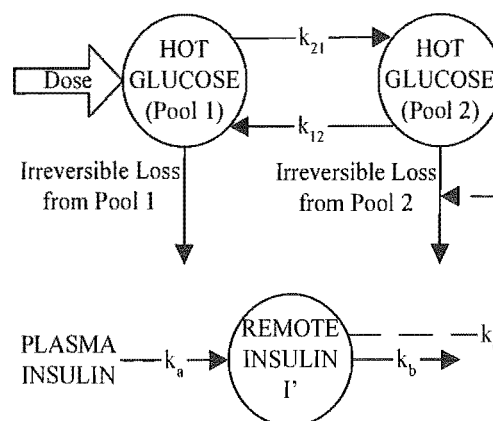 HOT
GLUCOSE
(Pool 1)
k21
HOT
GLUCOSE
(Pool 2)
Dose
k12
Irreversible Loss
from Pool 1
Irreversible Loss
from Pool 2
PLASMA
INSULIN
ka
REMOTE
INSULIN
I'
k
kb